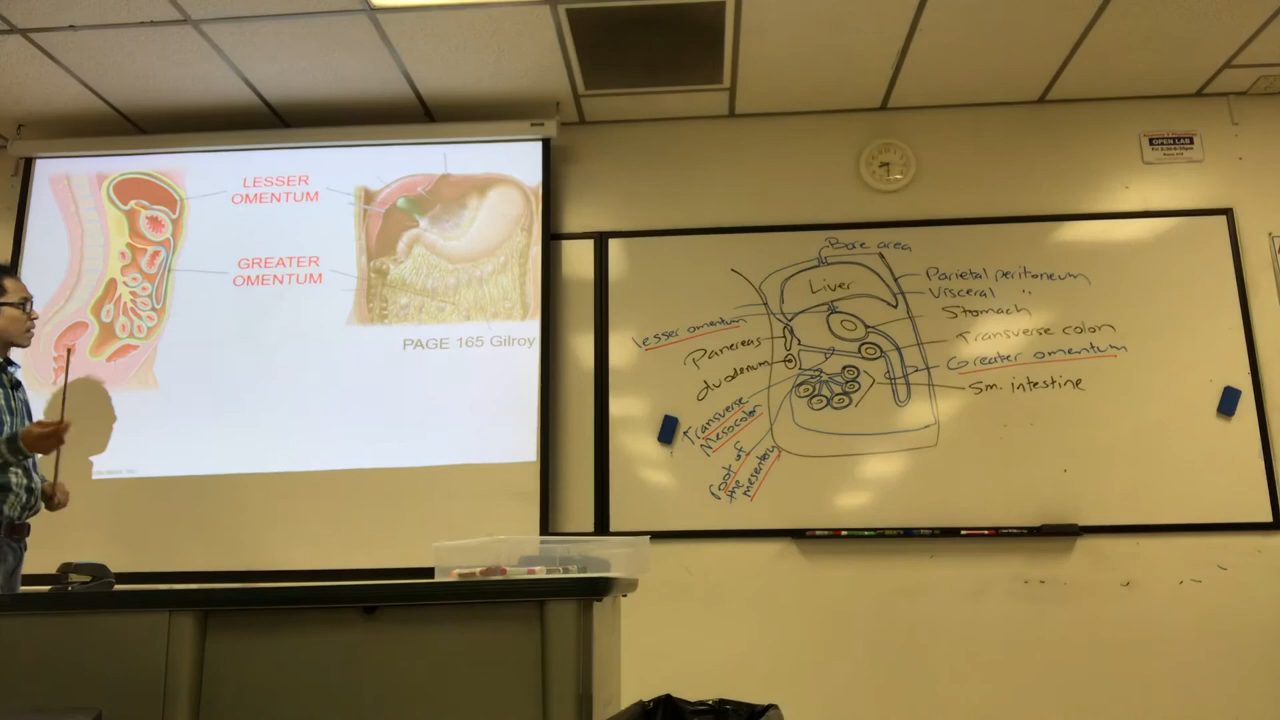 LESSER
OMENTUM
GREATER
OMENTUM
PAGE 165 Gilroy
OPEN LAB
Bare area
Liver
Parietal peritoneum
Visceral "
Stomach
Transverse colon
Greater omentum
Sm. intestine
lesser omentum
Pancreas
duodenum
Transverse
Mesocolon
root of
the
mesentery